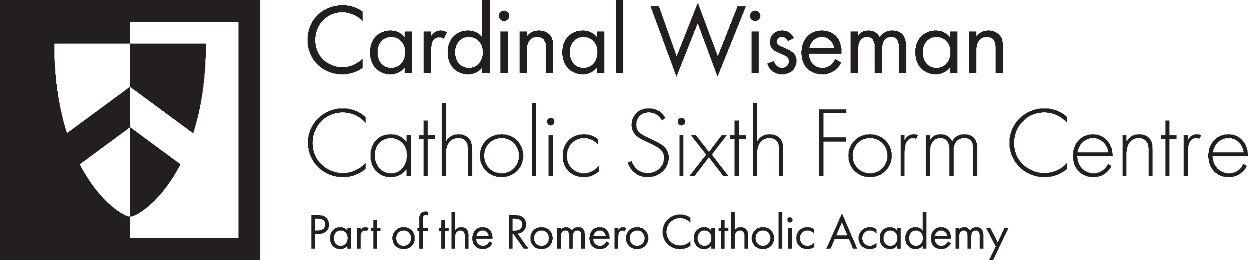 Cardinal Wiseman
Catholic Sixth Form Centre
Part of the Romero Catholic Academy